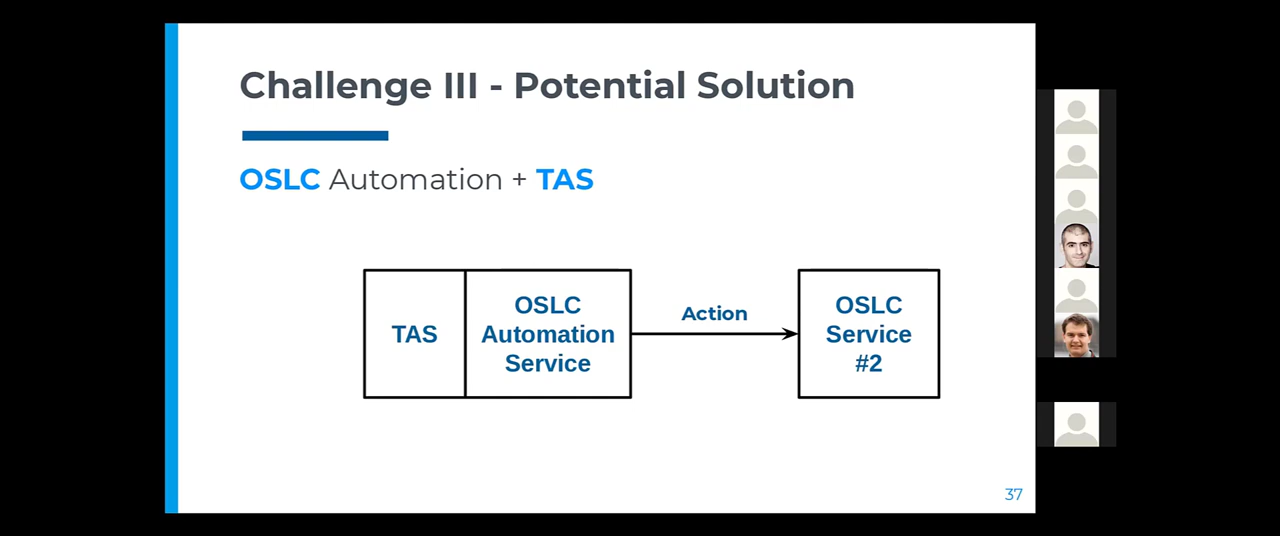 Challenge III - Potential Solution
OSLC Automation + TAS
TAS
OSLC
Automation
Service
Action
OSLC
Service
#2
37